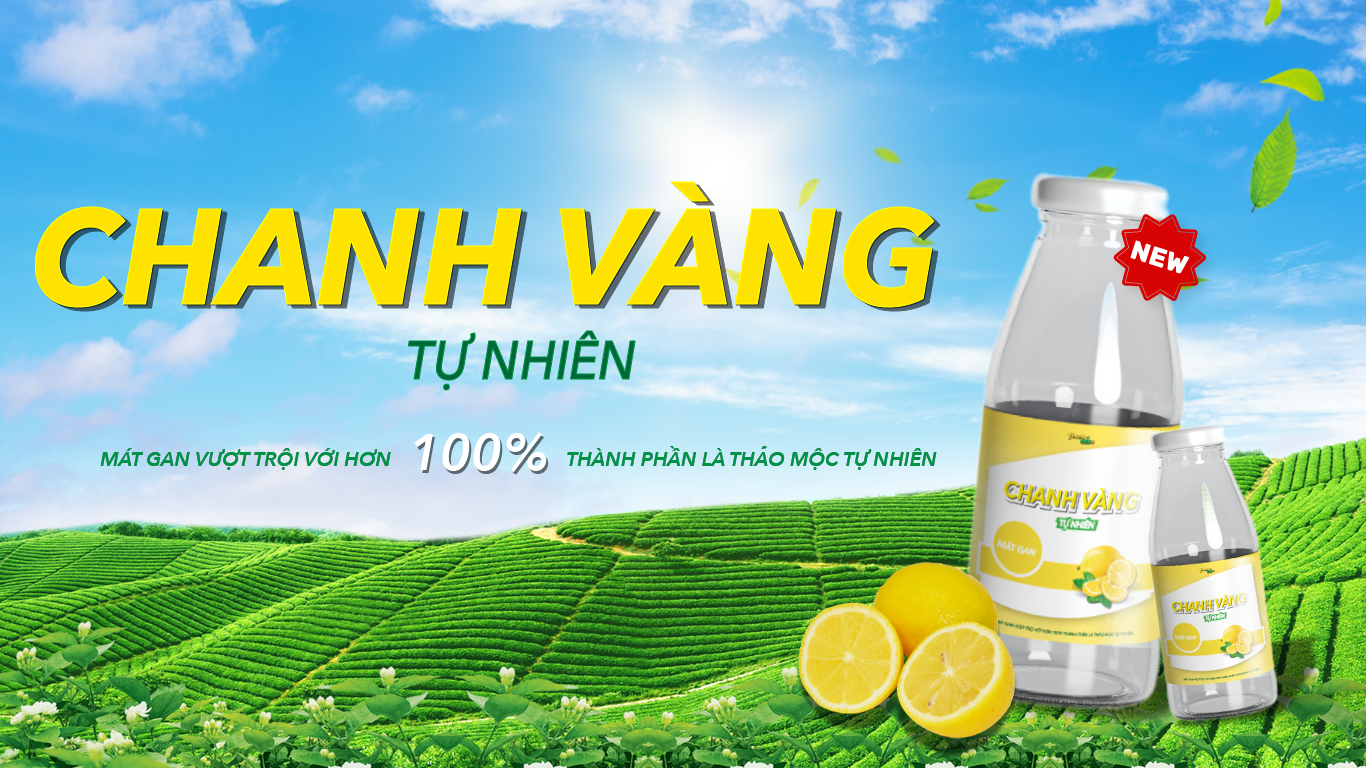 CHANH VÀNG
TỰ NHIÊN
MÁT GAN VƯỢT TRỘI VỚI HƠN 100% THÀNH PHẦN LÀ THẢO MỘC TỰ NHIÊN
NEW
CHANH VÀNG
TỰ NHIÊN
MÁT GAN
CHANH VÀNG
TỰ NHIÊN
MÁT GAN